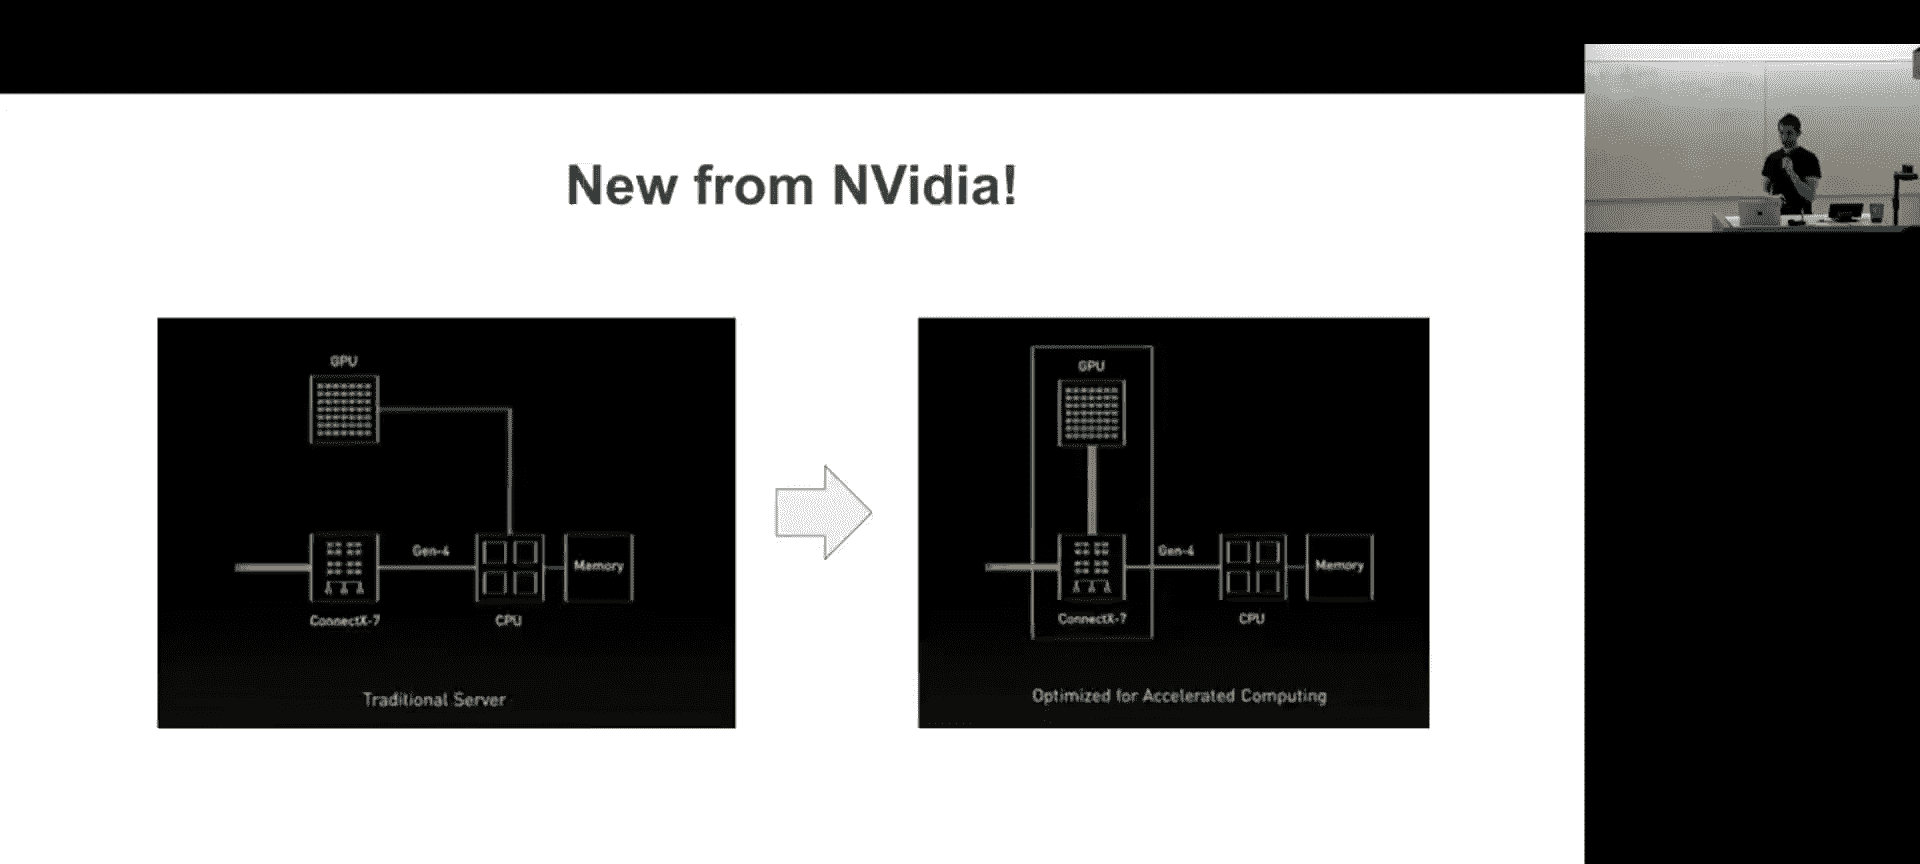 New from NVidia!
GPU
Gen-4
Memory
ConnectX-7
CPU
Traditional Server
GPU
Gen-4
Memory
ConnectX-7
CPU
Optimized for Accelerated Computing